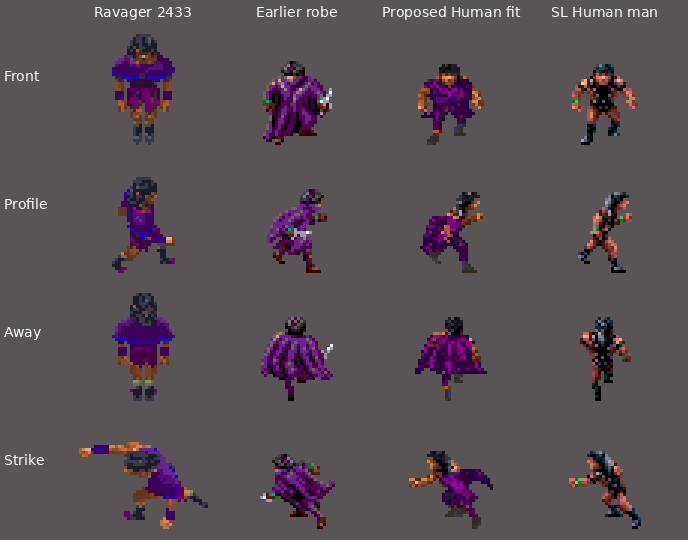 Ravager 2433 Earlier robe Proposed Human fit SL Human man
Front
Profile
Away
Strike